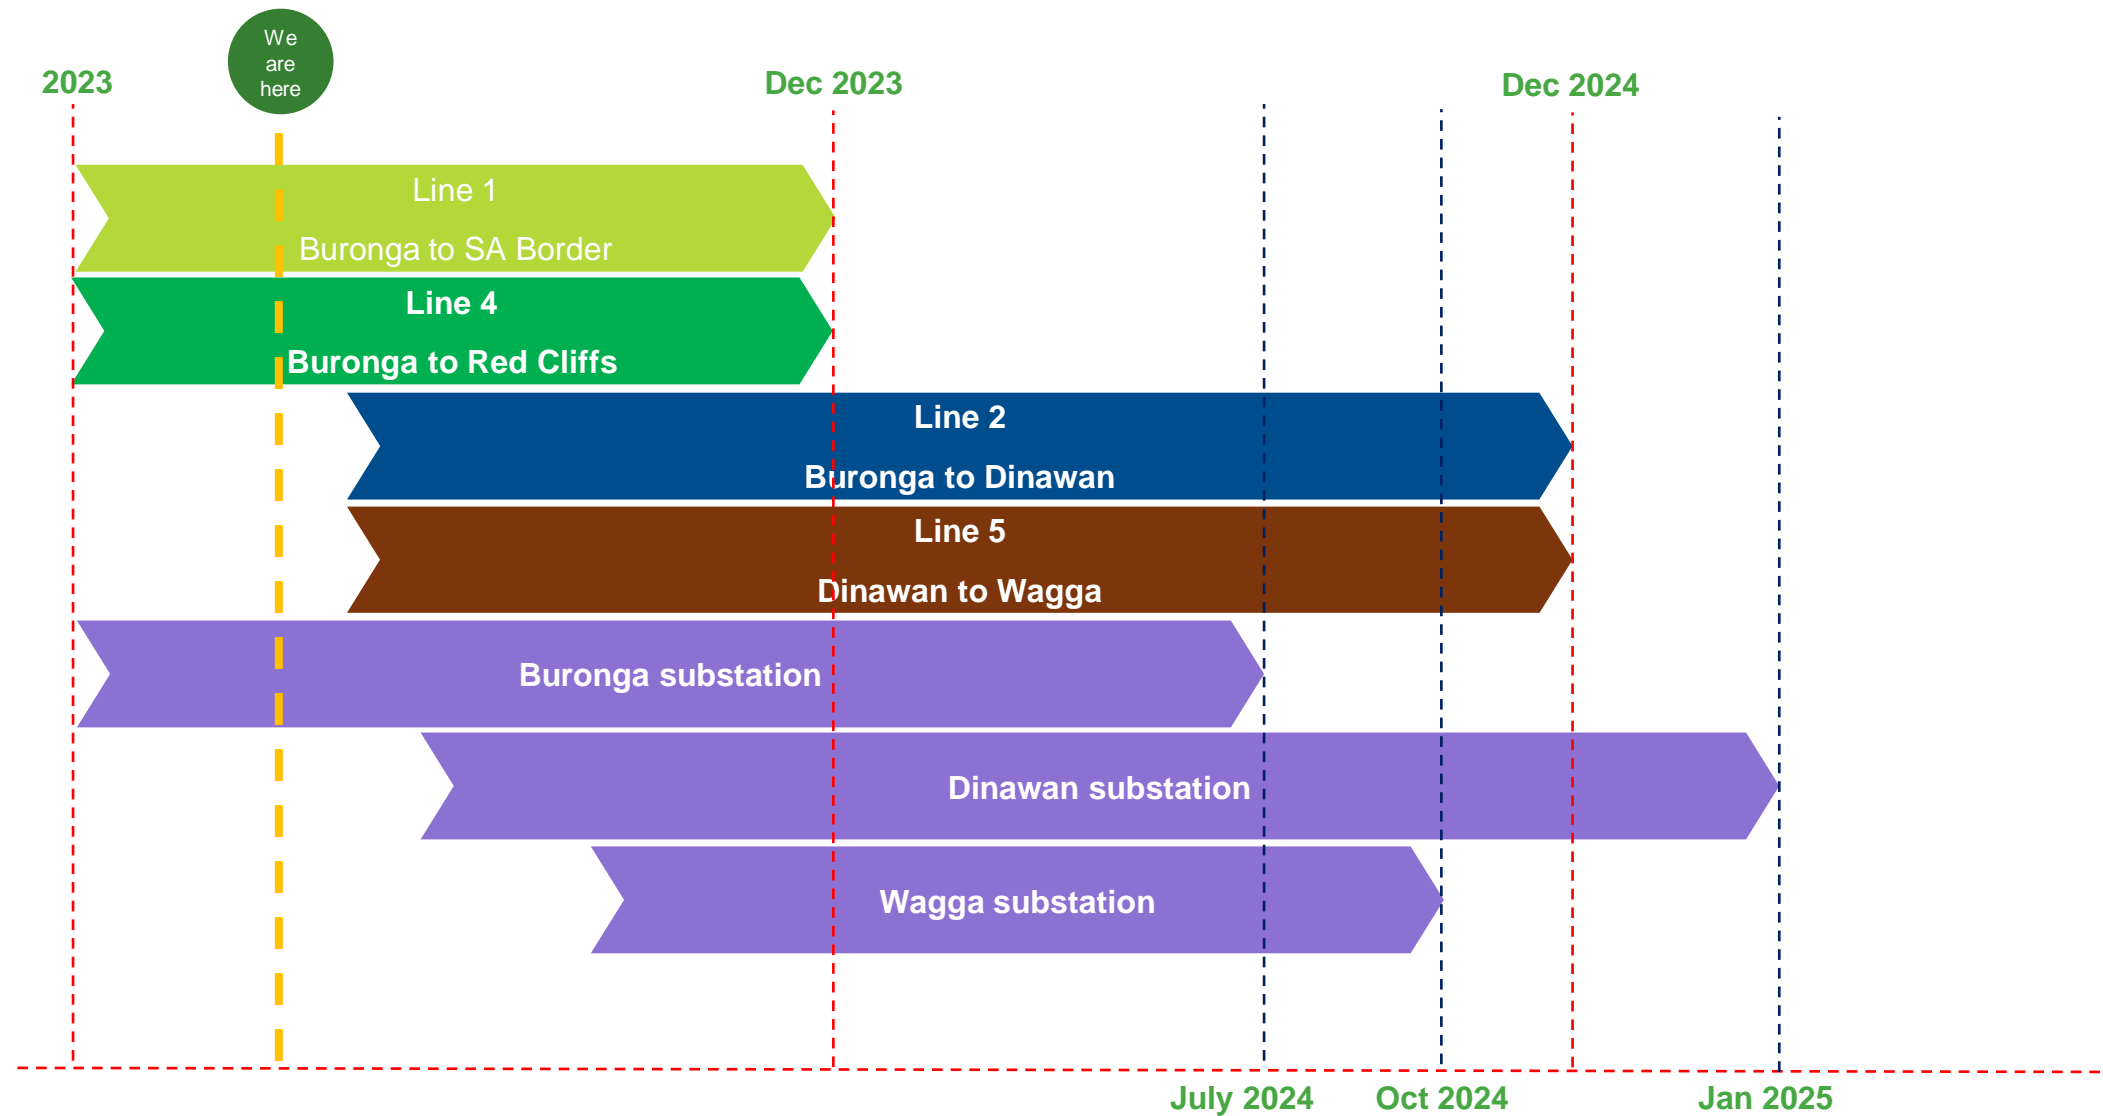 We
are
here
2023
Dec 2023
Dec 2024
Line 1
Buronga to SA Border
Line 4
Buronga to Red Cliffs
Line 2
Buronga to Dinawan
Line 5
Dinawan to Wagga
Buronga substation
Dinawan substation
Wagga substation
July 2024
Oct 2024
Jan 2025